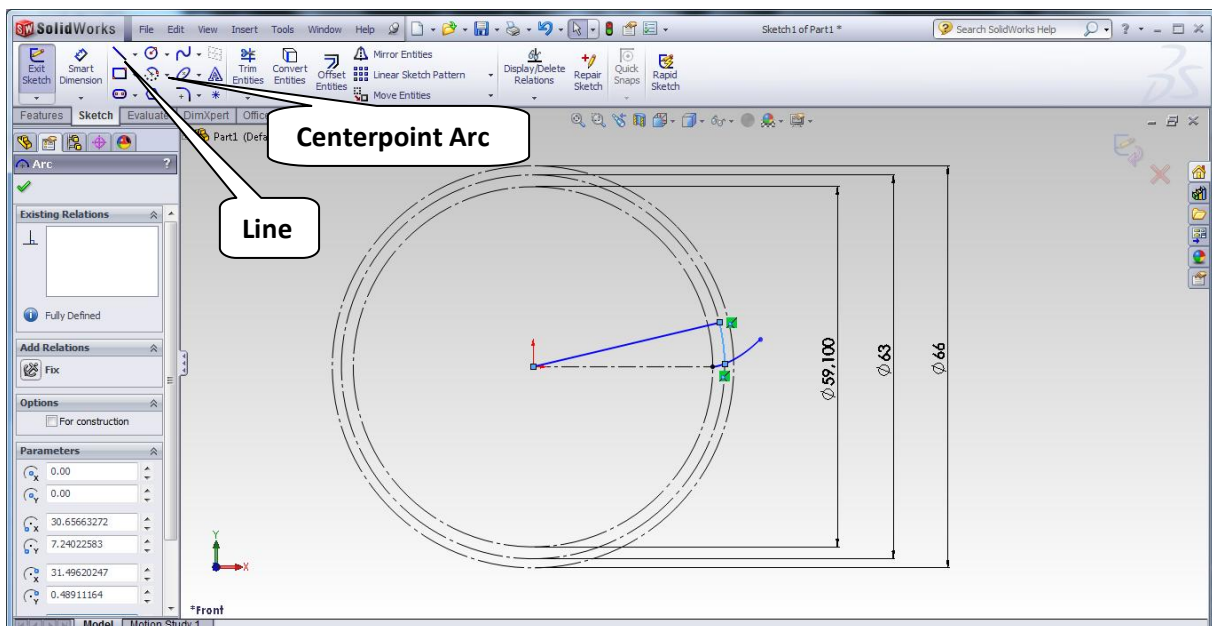 SolidWorks File Edit View Insert Tools Window Help Sketch1 of Part1 * Search SolidWorks Help ?
Exit Sketch
Smart Dimension
Trim Entities
Convert Entities
Offset Entities
Mirror Entities
Linear Sketch Pattern
Move Entities
Display/Delete Relations
Repair Sketch
Quick Snaps
Rapid Sketch
Features Sketch Evaluate DimXpert
Part1
Centerpoint Arc
Line
Arc ?
Existing Relations
Fully Defined
Add Relations
Fix
Options
For construction
Parameters
X 0.00
Y 0.00
X 30.65663272
Y 7.24022583
X 31.49620247
Y 0.48911164
Ø 59,100
Ø 63
Ø 66
Y
X
*Front
Model Motion Study 1